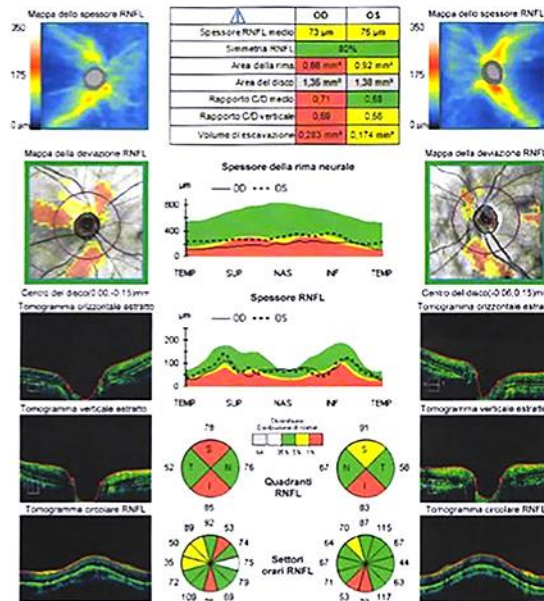 Mappa dello spessore RNFL
350
175
0 µm
OD OS
Spessore RNFL medio 73 µm 75 µm
Simmetria RNFL 80%
Area della rima 0,92 mm²
Area del disco 1,38 mm²
Rapporto C/D medio 0,71
Rapporto C/D verticale 0,69 0,56
Volume di escavazione 0,283 mm³ 0,174 mm³
Mappa dello spessore RNFL
350
175
0 µm
Mappa della deviazione RNFL
Spessore della rima neurale
µm
OD OS
800
400
0
TEMP SUP NAS INF TEMP
Mappa della deviazione RNFL
Centro del disco(0.00,-0.15)mm
Centro del disco(-0.06,0.15)mm
Tomogramma orizzontale estratto
Spessore RNFL
µm
OD OS
200
100
0
TEMP SUP NAS INF TEMP
Tomogramma orizzontale estratto
Tomogramma verticale estratto
Tomogramma verticale estratto
78
S
52 T N 76
I
85
Quadranti
RNFL
91
S
67 N T 58
I
83
Tomogramma circolare RNFL
92
89 53
50 74
35 75
72 79
109 69
Settori
orari RNFL
87
70 115
64 67
67 44
71 63
53 117
Tomogramma circolare RNFL